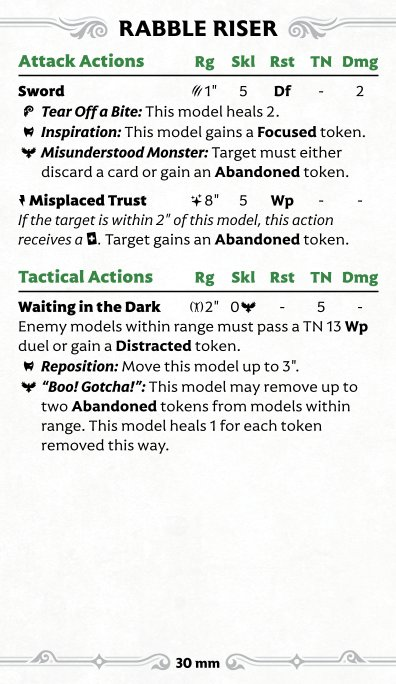 RABBLE RISER
Attack Actions Rg Skl Rst TN Dmg
Sword 1" 5 Df - 2
Tear Off a Bite: This model heals 2.
Inspiration: This model gains a Focused token.
Misunderstood Monster: Target must either
discard a card or gain an Abandoned token.
Misplaced Trust 8" 5 Wp - -
If the target is within 2" of this model, this action
receives a . Target gains an Abandoned token.
Tactical Actions Rg Skl Rst TN Dmg
Waiting in the Dark 2" 0 - 5 -
Enemy models within range must pass a TN 13 Wp
duel or gain a Distracted token.
Reposition: Move this model up to 3".
“Boo! Gotcha!”: This model may remove up to
two Abandoned tokens from models within
range. This model heals 1 for each token
removed this way.
30 mm